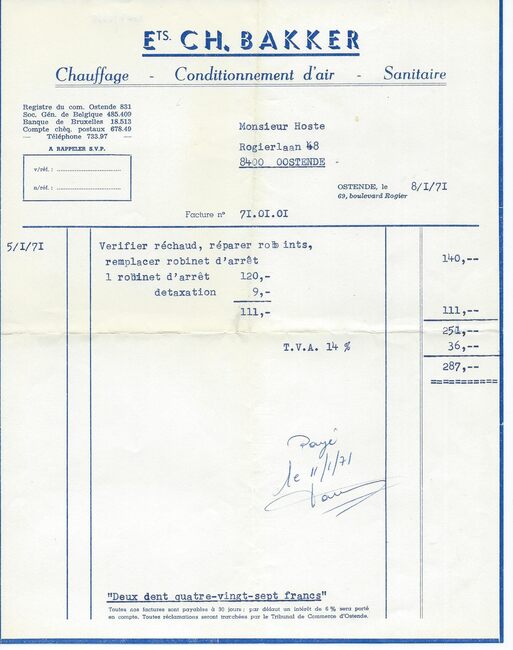 ETS. CH. BAKKER
Chauffage - Conditionnement d'air - Sanitaire
Registre du com. Ostende 831
Soc. Gén. de Belgique 485.409
Banque de Bruxelles 18.513
Compte chèq. postaux 678.49
— Téléphone 733.97 —
A RAPPELER S.V.P.
v/réf. : ........................
n/réf. : ........................
Monsieur Hoste
Rogierlaan 48
8400 OOSTENDE -
OSTENDE, le 8/1/71
69, boulevard Rogier
Facture n° 71.01.01
5/1/71 Verifier réchaud, réparer robints,
remplacer robinet d'arrêt 140,--
1 robinet d'arrêt 120,-
detaxation 9,-
111,- 111,--
251,--
T.V.A. 14 % 36,--
287,--
===========
Payé
le 11/1/71
"Deux dent quatre-vingt-sept francs"
Toutes nos factures sont payables à 30 jours ; par défaut un intérêt de 6 % sera porté
en compte. Toutes réclamations seront tranchées par le Tribunal de Commerce d'Ostende.